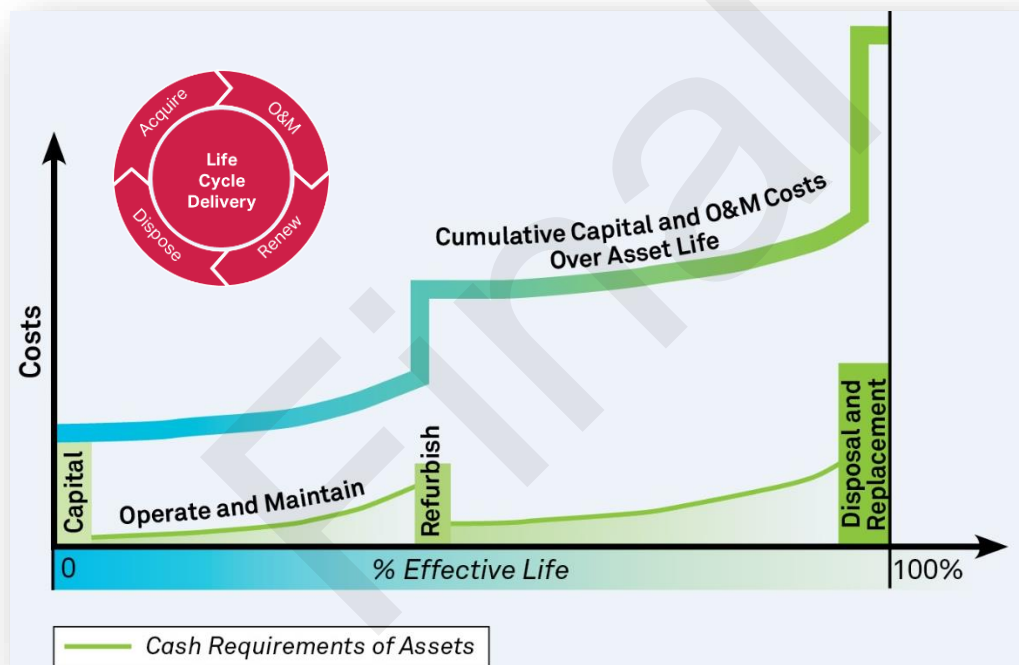 Acquire
O&M
Life
Cycle
Delivery
Dispose
Renew
Cumulative Capital and O&M Costs
Over Asset Life
Costs
Capital
Operate and Maintain
Refurbish
Disposal and
Replacement
0
% Effective Life
100%
Cash Requirements of Assets
Final